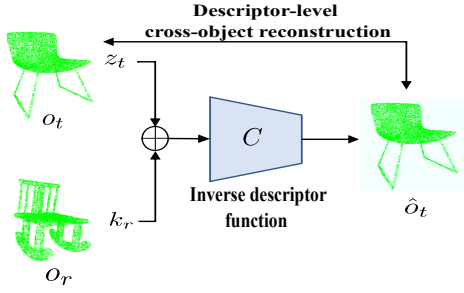 Descriptor-level
cross-object reconstruction
z_t
o_t
C
k_r
Inverse descriptor
function
ô_t
o_r